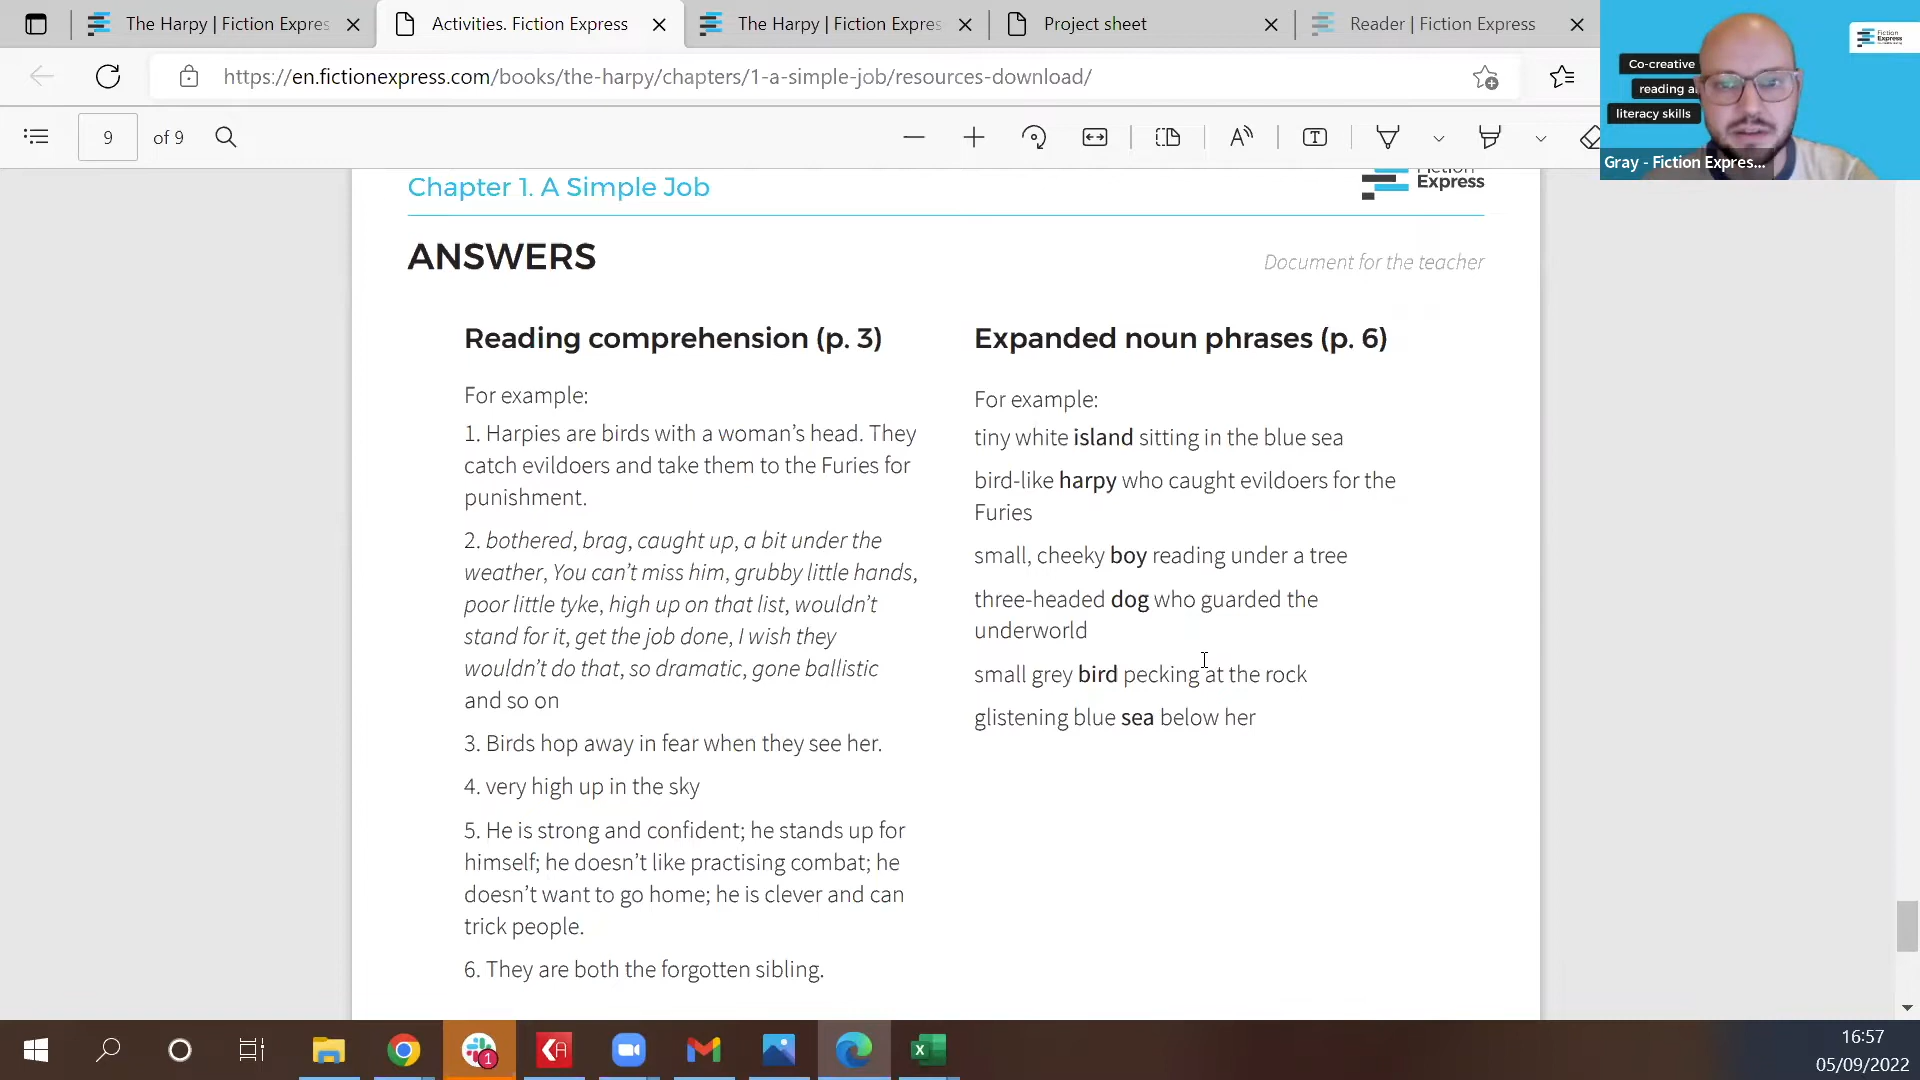 The Harpy | Fiction Expres
Activities. Fiction Express
The Harpy | Fiction Expres
Project sheet
Reader | Fiction Express
https://en.fictionexpress.com/books/the-harpy/chapters/1-a-simple-job/resources-download/
9 of 9
Co-creative
reading a
literacy skills
Fiction
Express
Gray - Fiction Expres...
Chapter 1. A Simple Job
Fiction
Express
ANSWERS
Document for the teacher
Reading comprehension (p. 3)
For example:
1. Harpies are birds with a woman's head. They
catch evildoers and take them to the Furies for
punishment.
2. bothered, brag, caught up, a bit under the
weather, You can't miss him, grubby little hands,
poor little tyke, high up on that list, wouldn't
stand for it, get the job done, I wish they
wouldn't do that, so dramatic, gone ballistic
and so on
3. Birds hop away in fear when they see her.
4. very high up in the sky
5. He is strong and confident; he stands up for
himself; he doesn't like practising combat; he
doesn't want to go home; he is clever and can
trick people.
6. They are both the forgotten sibling.
Expanded noun phrases (p. 6)
For example:
tiny white island sitting in the blue sea
bird-like harpy who caught evildoers for the
Furies
small, cheeky boy reading under a tree
three-headed dog who guarded the
underworld
small grey bird pecking at the rock
glistening blue sea below her
1
16:57
05/09/2022